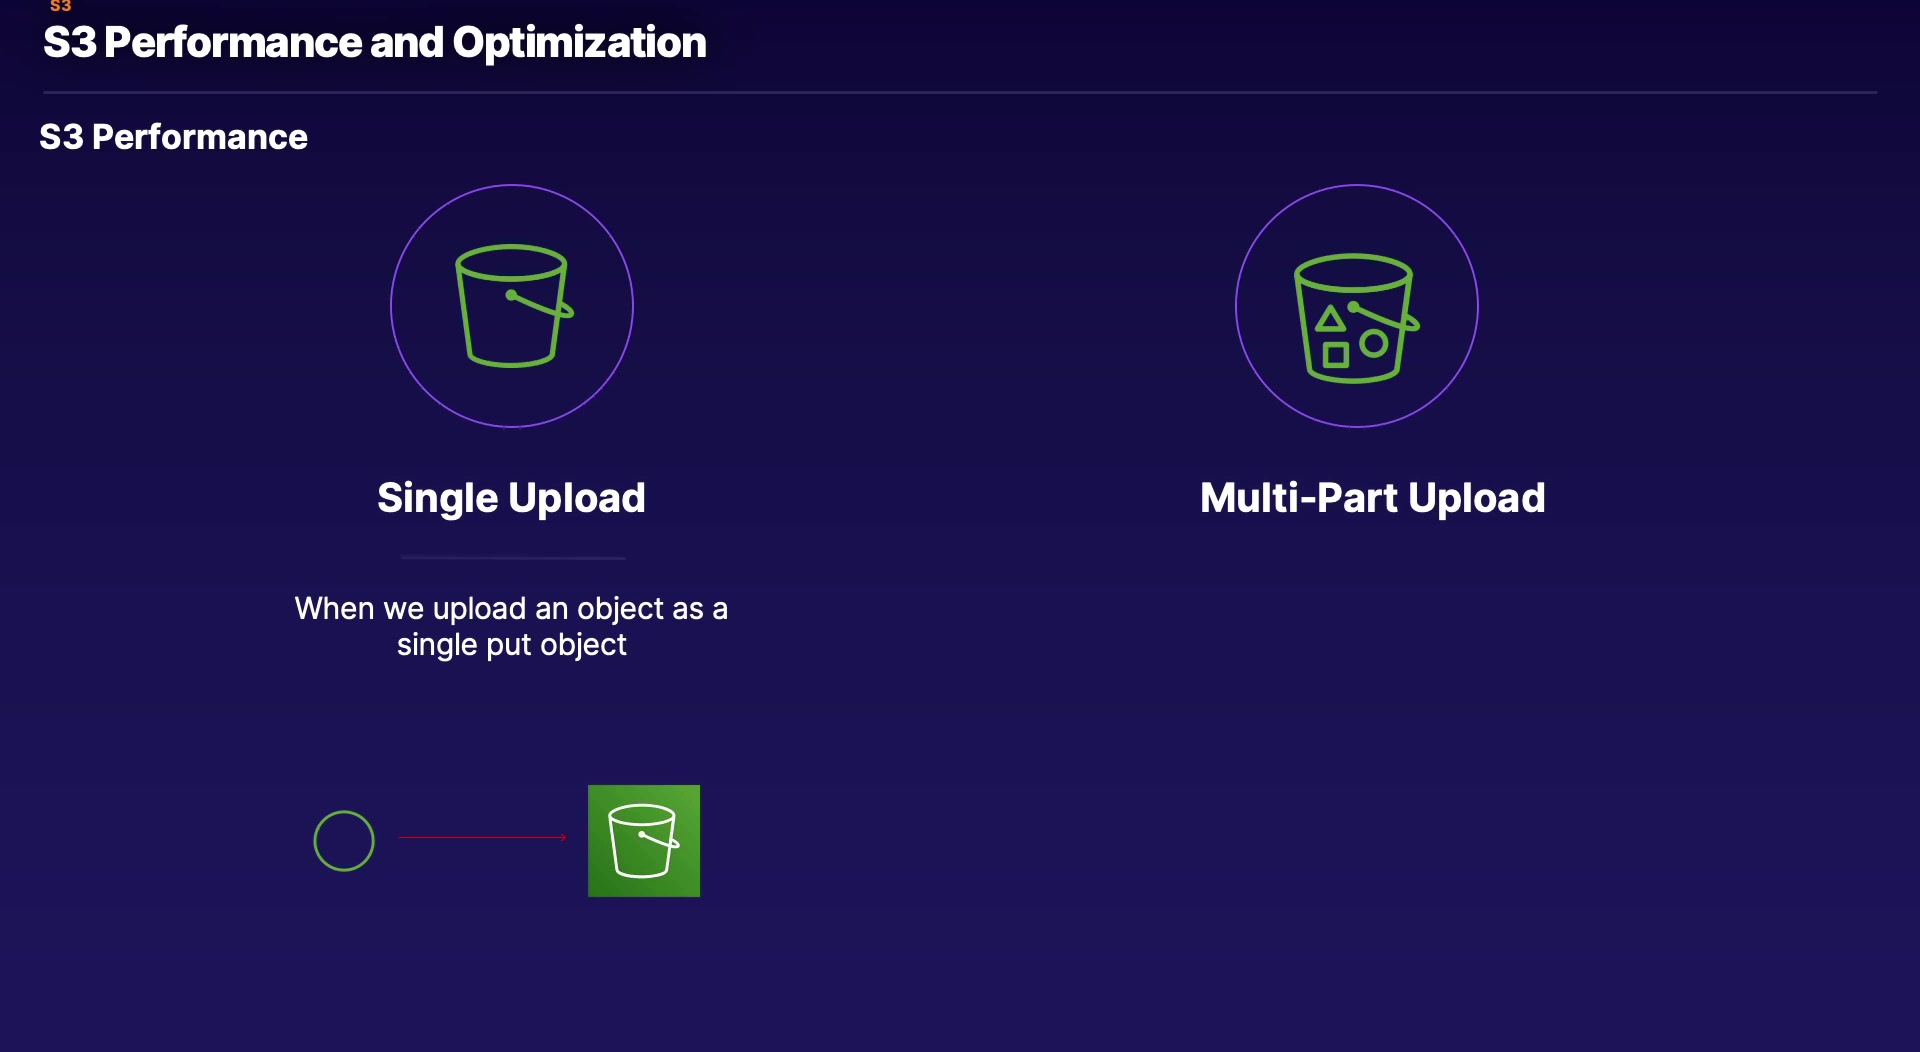 S3
S3 Performance and Optimization
S3 Performance
Single Upload
Multi-Part Upload
When we upload an object as a
single put object